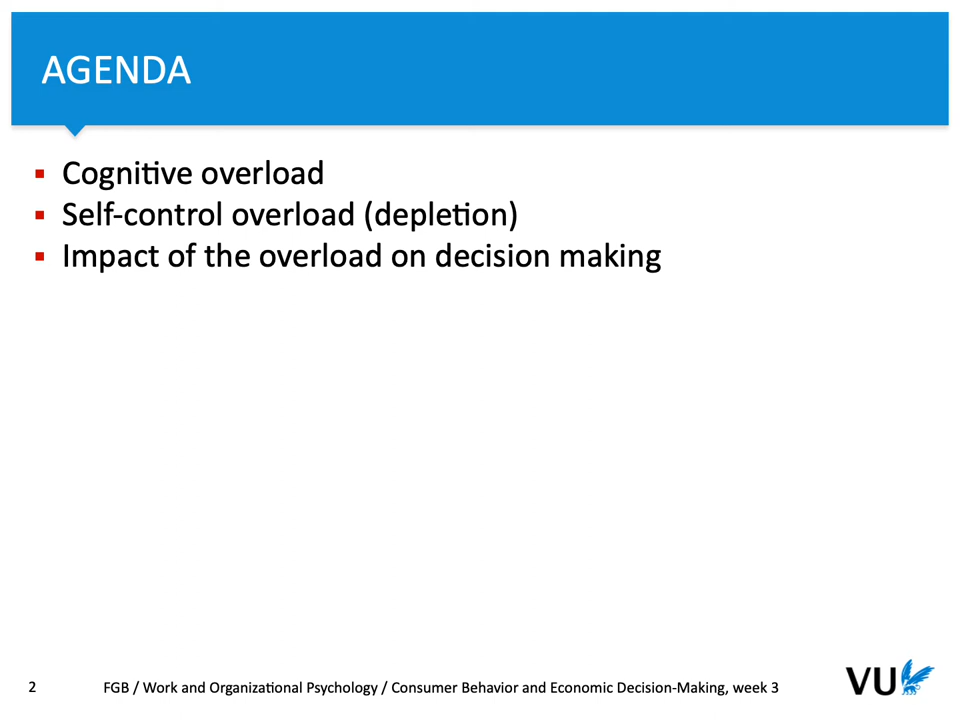 AGENDA
▪ Cognitive overload
▪ Self-control overload (depletion)
▪ Impact of the overload on decision making
2 FGB / Work and Organizational Psychology / Consumer Behavior and Economic Decision-Making, week 3
VU